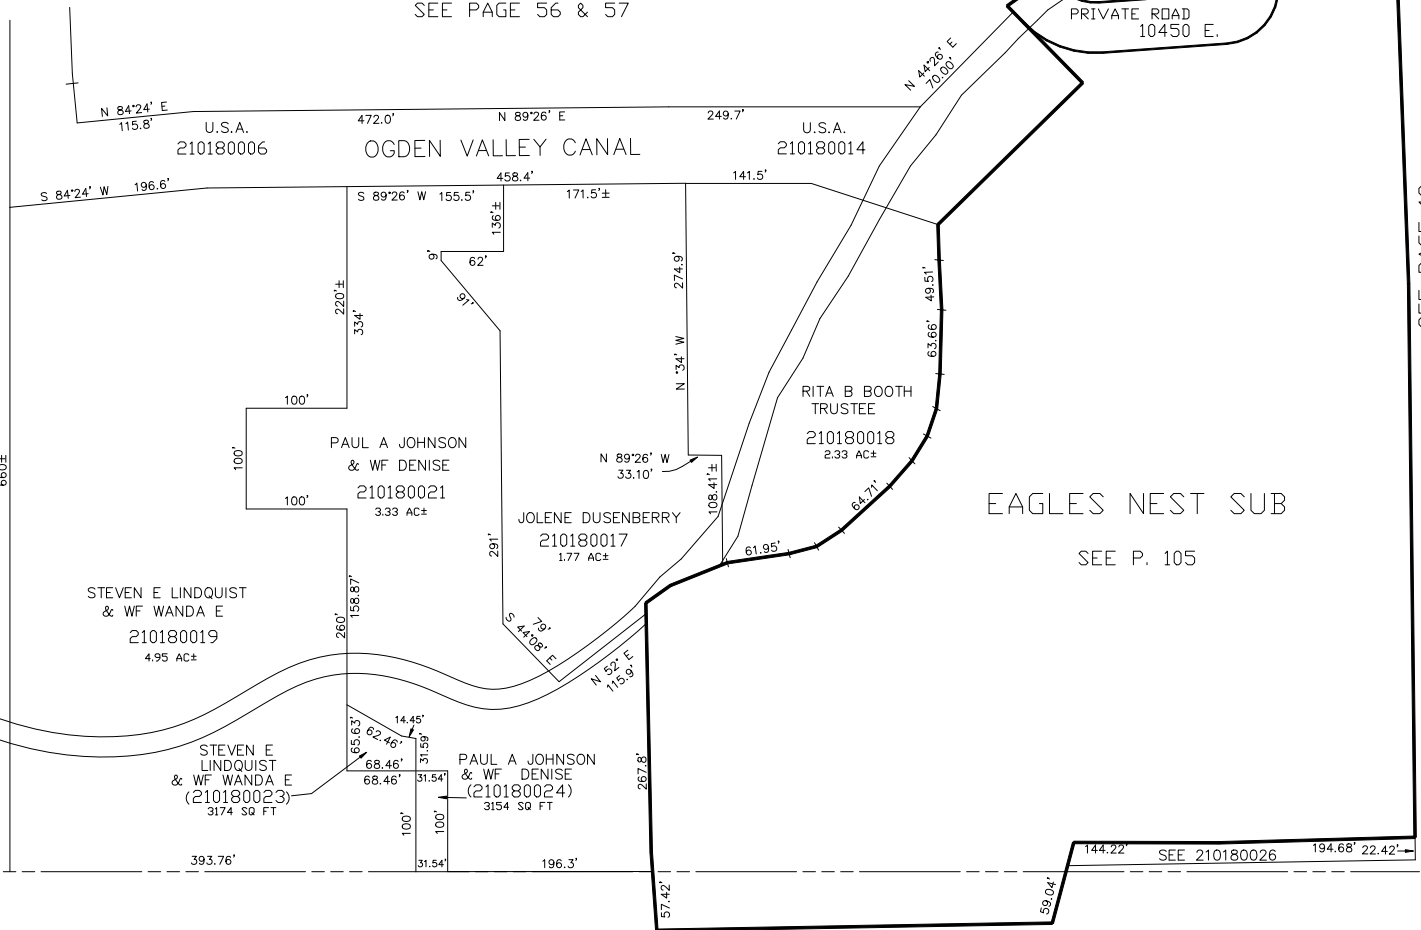 SEE PAGE 56 & 57
PRIVATE ROAD
10450 E.
N 44°26' E
70.00'
N 84°24' E
115.8'
472.0'
N 89°26' E
249.7'
U.S.A.
210180006
OGDEN VALLEY CANAL
U.S.A.
210180014
S 84°24' W
196.6'
458.4'
S 89°26' W
155.5'
171.5'±
141.5'
136'±
9'
62'
91'
220'±
334'
274.9'
N °34' W
49.51'
63.66'
RITA B BOOTH
TRUSTEE
210180018
2.33 AC±
100'
100'
100'
PAUL A JOHNSON
& WF DENISE
210180021
3.33 AC±
N 89°26' W
33.10'
108.41'±
64.71'
61.95'
660±
JOLENE DUSENBERRY
210180017
1.77 AC±
291'
EAGLES NEST SUB
SEE P. 105
STEVEN E LINDQUIST
& WF WANDA E
210180019
4.95 AC±
158.87'
260'
79'
S 44°08' E
N 52' E
115.9'
14.45'
65.63'
62.46'
31.59'
68.46'
68.46'
31.54'
STEVEN E
LINDQUIST
& WF WANDA E
(210180023)
3174 SQ FT
PAUL A JOHNSON
& WF DENISE
(210180024)
3154 SQ FT
267.8'
100'
100'
393.76'
31.54'
196.3'
144.22'
SEE 210180026
194.68'
22.42'
57.42'
59.04'